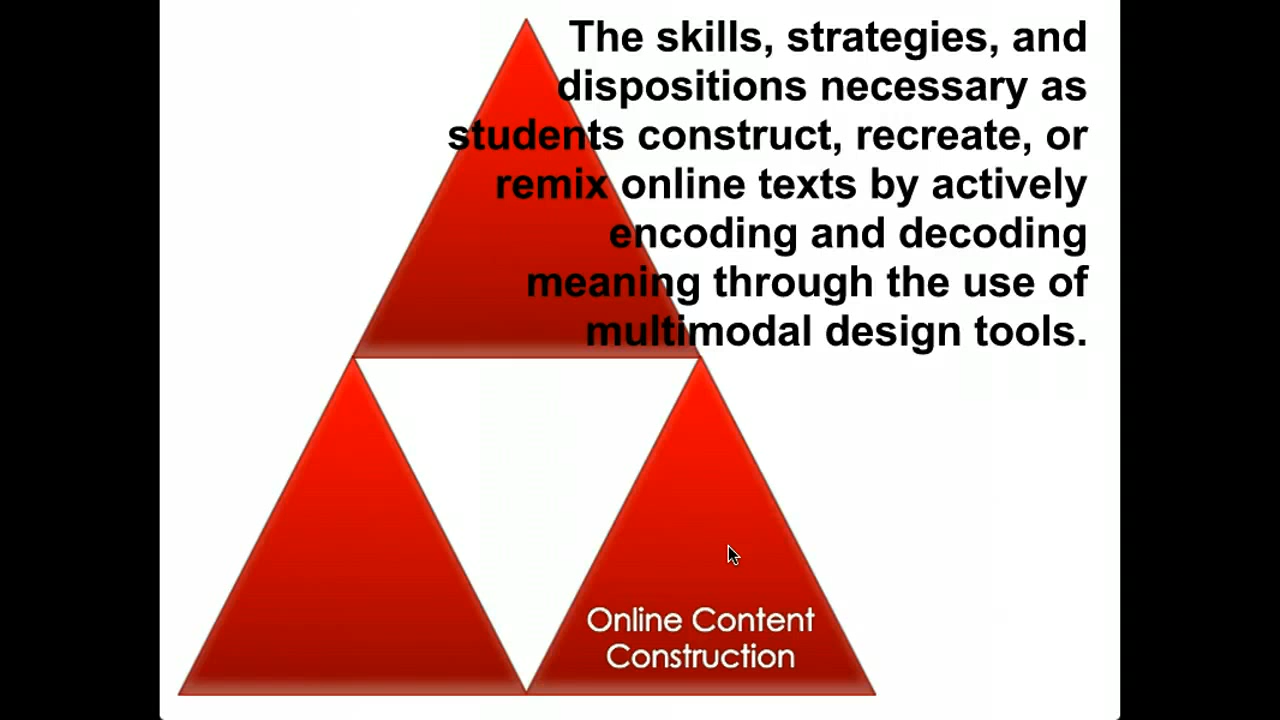 The skills, strategies, and
dispositions necessary as
students construct, recreate, or
remix online texts by actively
encoding and decoding
meaning through the use of
multimodal design tools.
Online Content
Construction